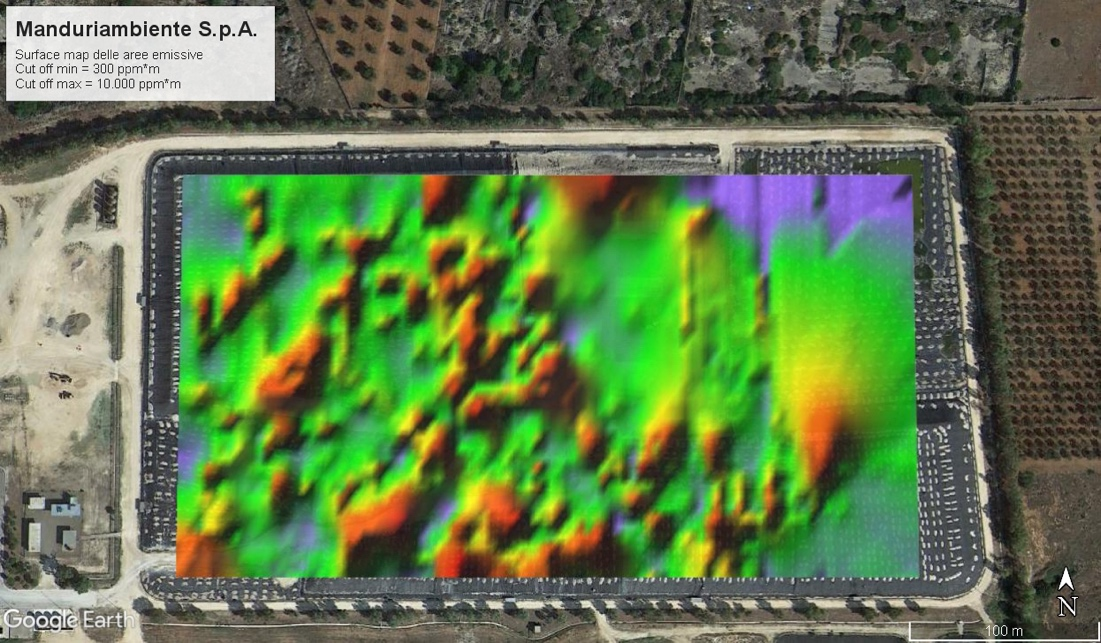 Manduriambiente S.p.A.
Surface map delle aree emissive
Cut off min = 300 ppm*m
Cut off max = 10.000 ppm*m
N
Google Earth
100 m